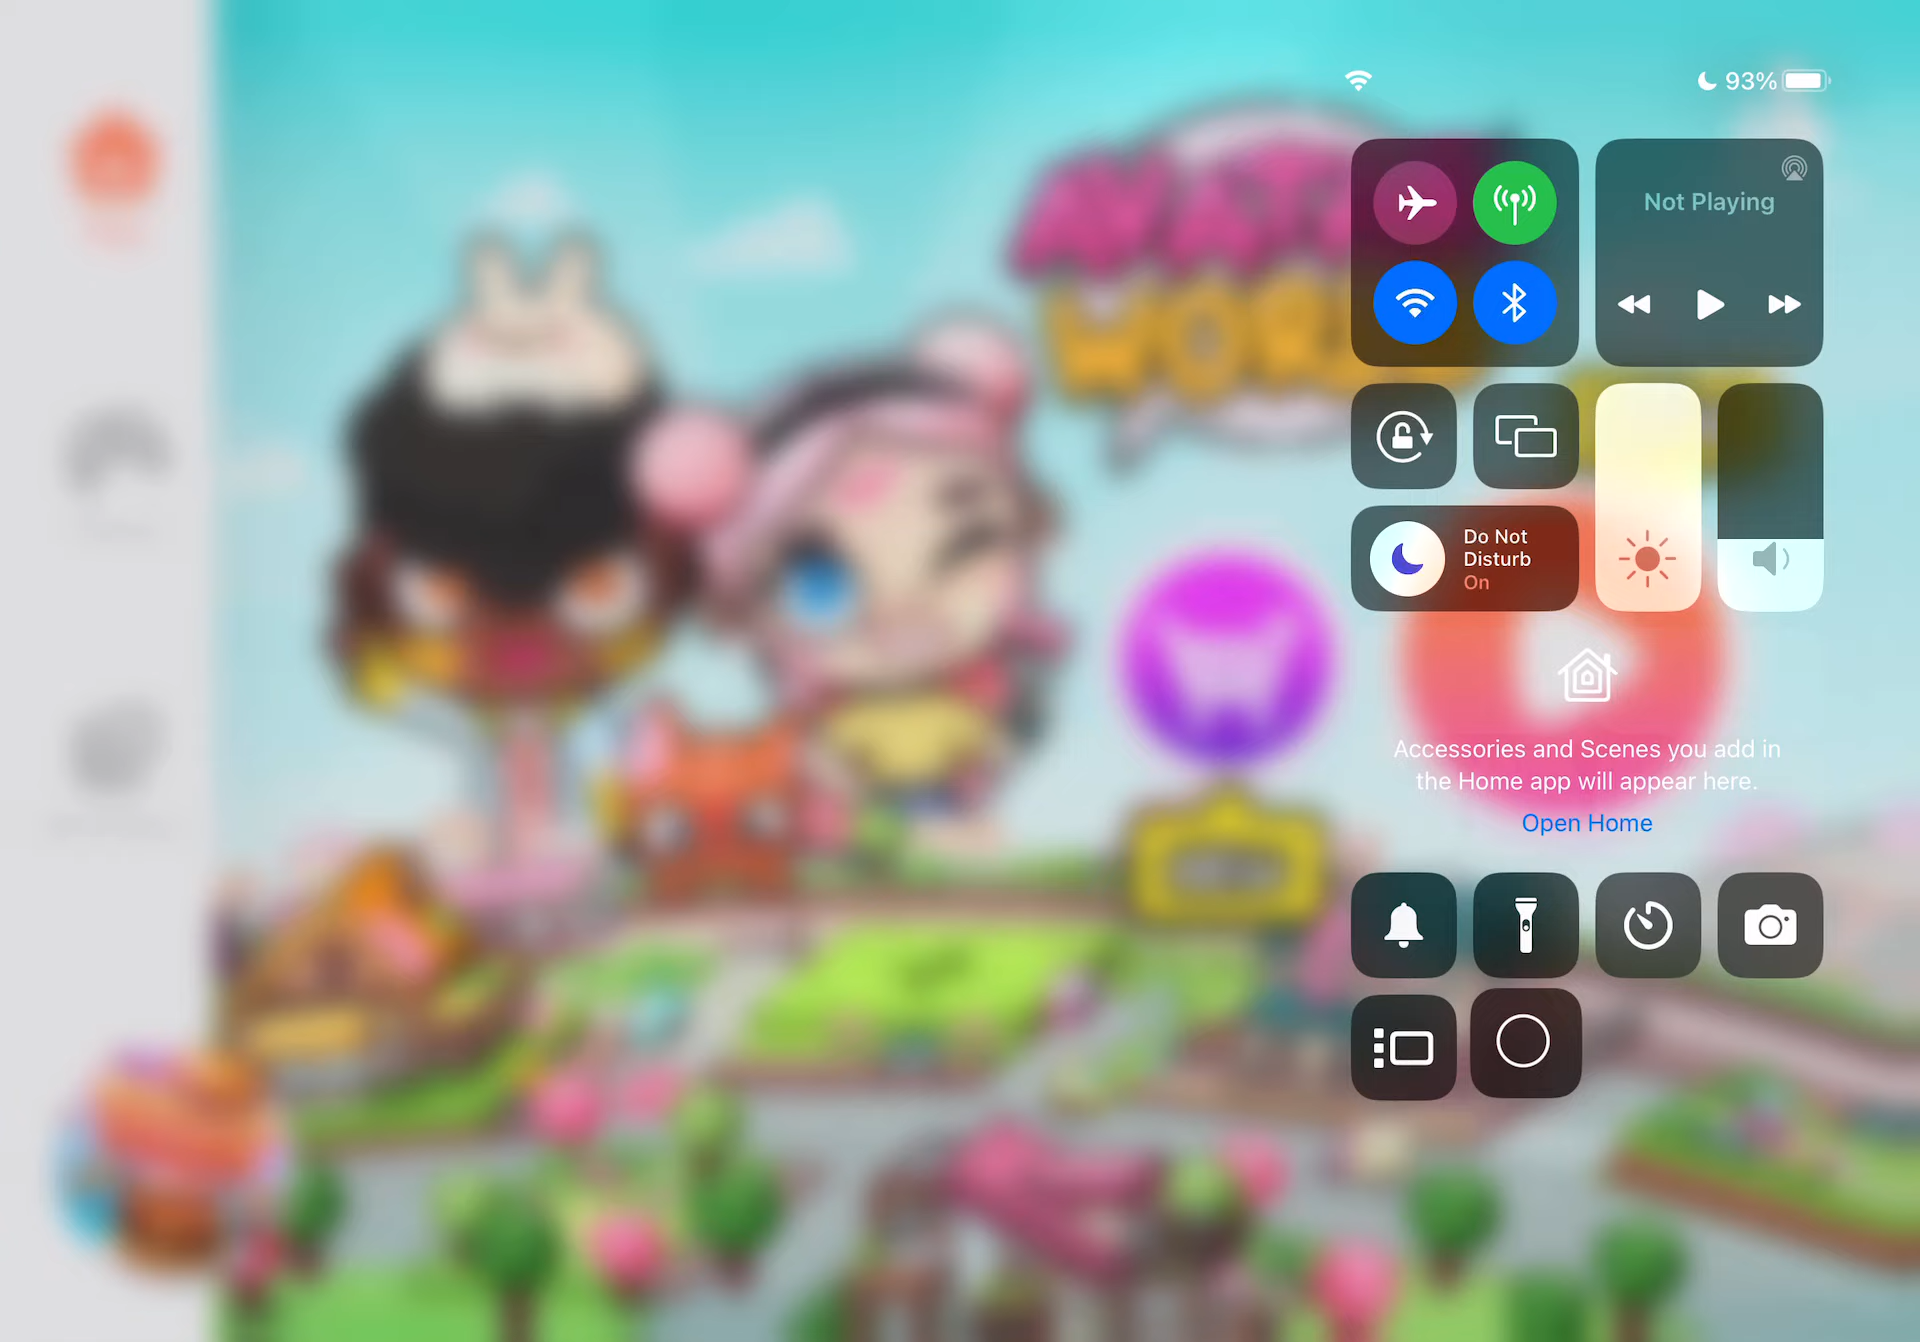 93%
Not Playing
Do Not
Disturb
On
Accessories and Scenes you add in
the Home app will appear here.
Open Home